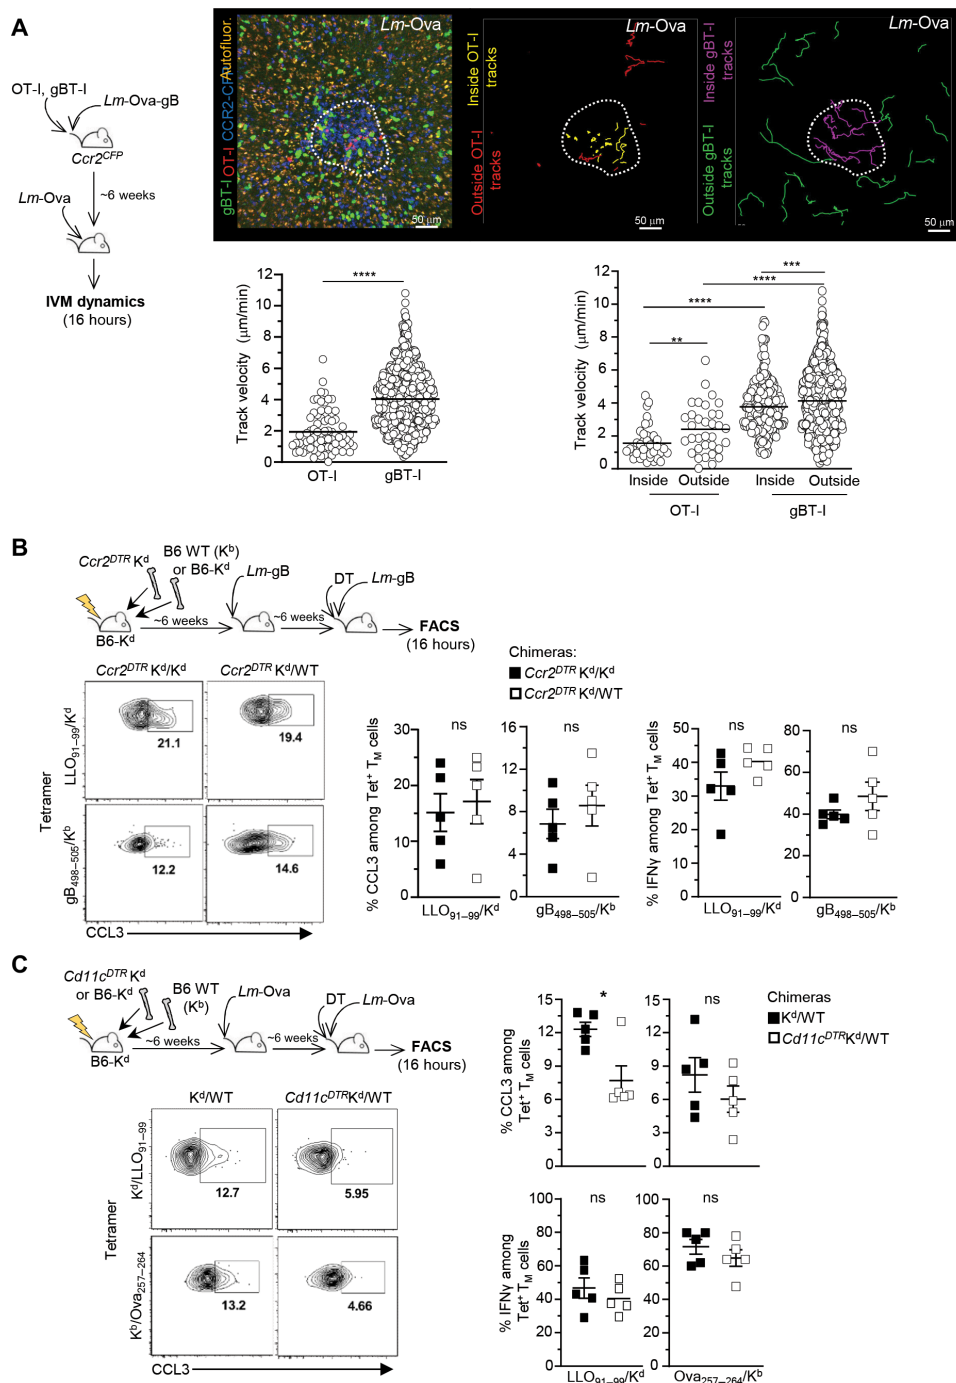 A
OT-I, gBT-I
Lm-Ova-gB
Ccr2CFP
Lm-Ova
~6 weeks
IVM dynamics
(16 hours)
gBT-I OT-I CCR2-CFP Autofluor.
Lm-Ova
50 μm
Outside OT-I tracks
Inside OT-I tracks
Lm-Ova
50 μm
Outside gBT-I tracks
Inside gBT-I tracks
Lm-Ova
50 μm
Track velocity (μm/min)
12
10
8
6
4
2
0
****
OT-I
gBT-I
Track velocity (μm/min)
12
10
8
6
4
2
0
***
****
****
**
Inside
Outside
Inside
Outside
OT-I
gBT-I
B
Ccr2DTR Kd
B6 WT (Kb)
or B6-Kd
Lm-gB
DT
Lm-gB
B6-Kd
~6 weeks
~6 weeks
FACS
(16 hours)
Chimeras:
Ccr2DTR Kd/Kd
Ccr2DTR Kd/WT
Ccr2DTR Kd/Kd
Ccr2DTR Kd/WT
Tetramer
LLO91–99/Kd
21.1
19.4
gB498–505/Kb
12.2
14.6
CCL3
% CCL3 among Tet+ TM cells
30
20
10
0
ns
LLO91–99/Kd
16
12
8
4
0
ns
gB498–505/Kb
% IFNγ among Tet+ TM cells
50
40
30
20
10
0
ns
LLO91–99/Kd
80
60
40
20
0
ns
gB498–505/Kb
C
Cd11cDTR Kd
or B6-Kd
B6 WT
(Kb)
Lm-Ova
DT
Lm-Ova
B6-Kd
~6 weeks
~6 weeks
FACS
(16 hours)
Kd/WT
Cd11cDTRKd/WT
Tetramer
Kd/LLO91–99
12.7
5.95
Kb/Ova257–264
13.2
4.66
CCL3
% CCL3 among
Tet+ TM cells
15
12
9
6
3
0
*
15
12
9
6
3
0
ns
Chimeras
Kd/WT
Cd11cDTRKd/WT
% IFNγ among
Tet+ TM cells
100
80
60
40
20
0
ns
LLO91–99/Kd
100
80
60
40
20
0
ns
Ova257–264/Kb